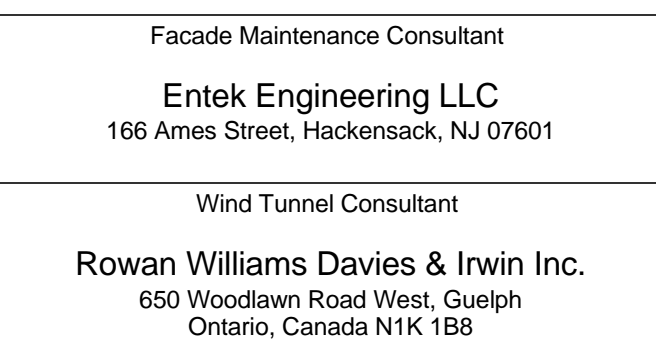 Facade Maintenance Consultant
Entek Engineering LLC
166 Ames Street, Hackensack, NJ 07601
Wind Tunnel Consultant
Rowan Williams Davies & Irwin Inc.
650 Woodlawn Road West, Guelph
Ontario, Canada N1K 1B8